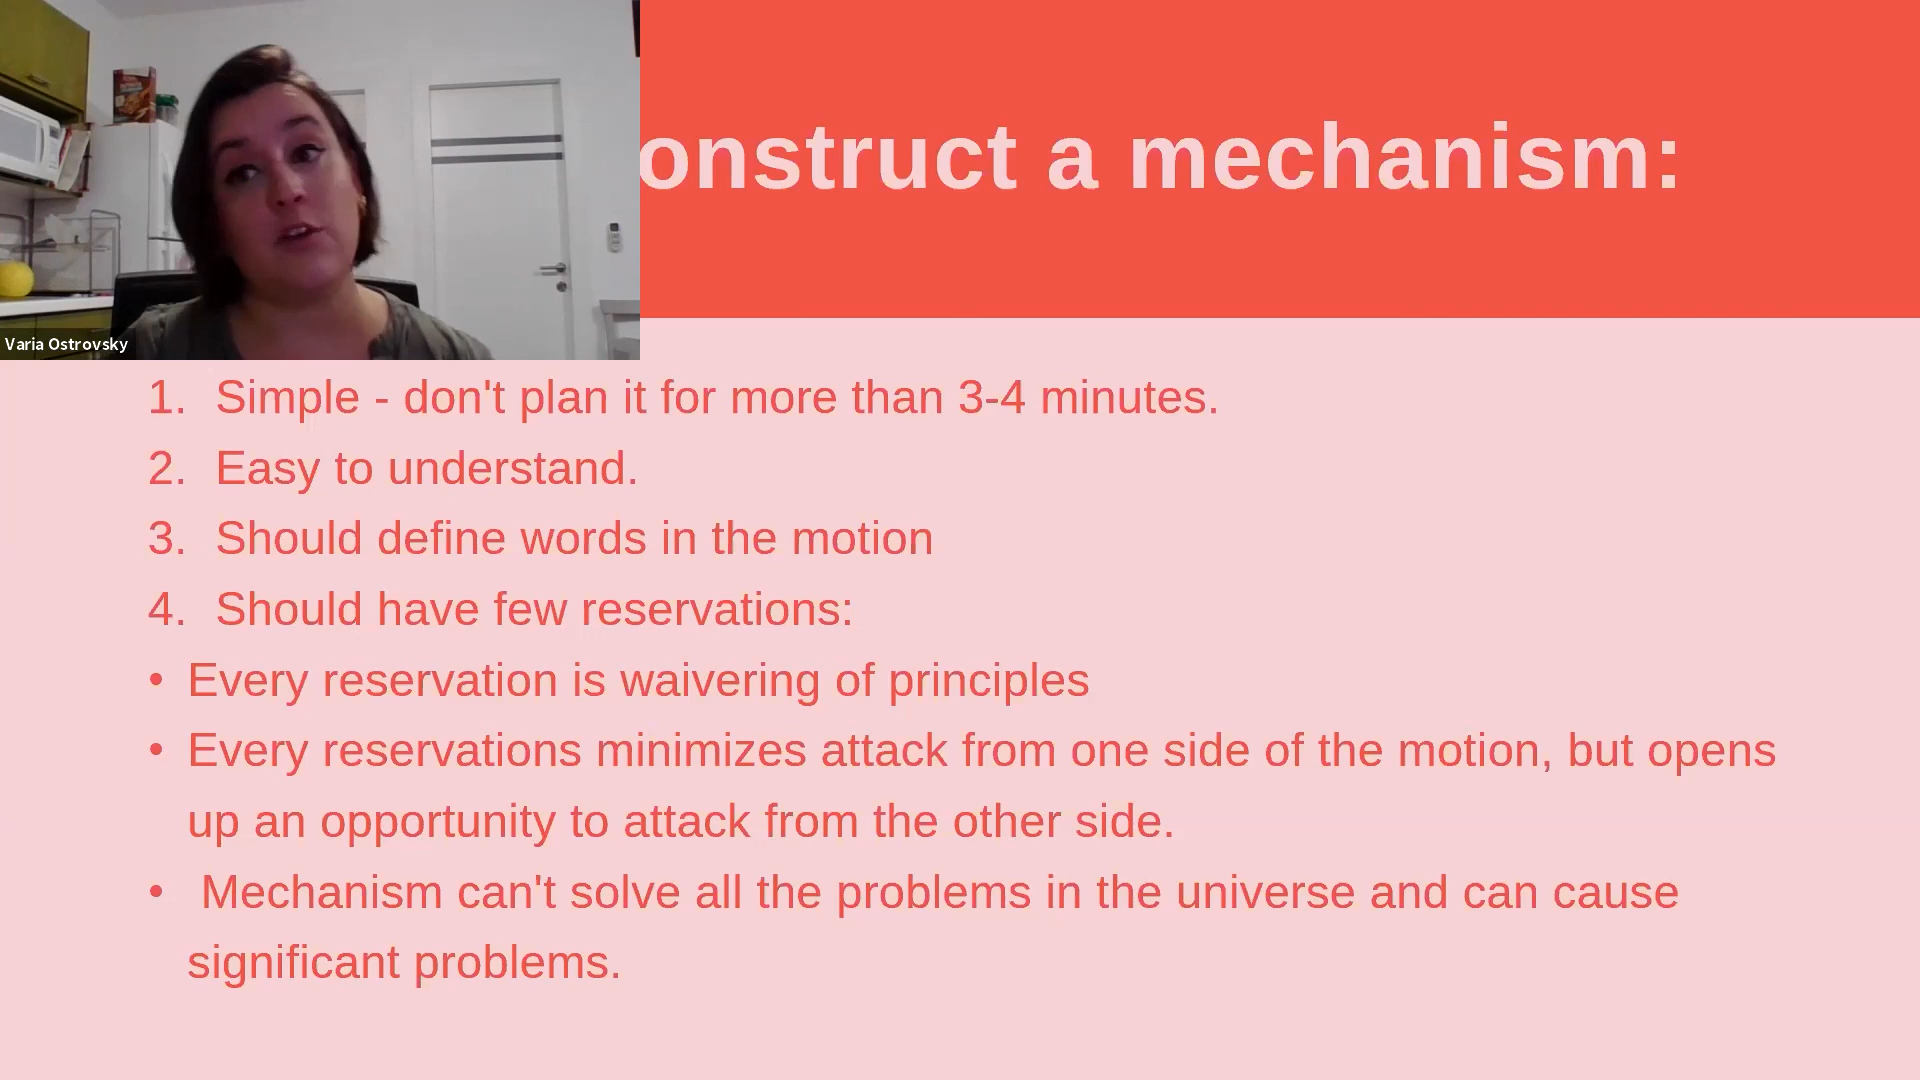 onstruct a mechanism:
Varia Ostrovsky
1. Simple - don't plan it for more than 3-4 minutes.
2. Easy to understand.
3. Should define words in the motion
4. Should have few reservations:
• Every reservation is waivering of principles
• Every reservations minimizes attack from one side of the motion, but opens
up an opportunity to attack from the other side.
• Mechanism can't solve all the problems in the universe and can cause
significant problems.